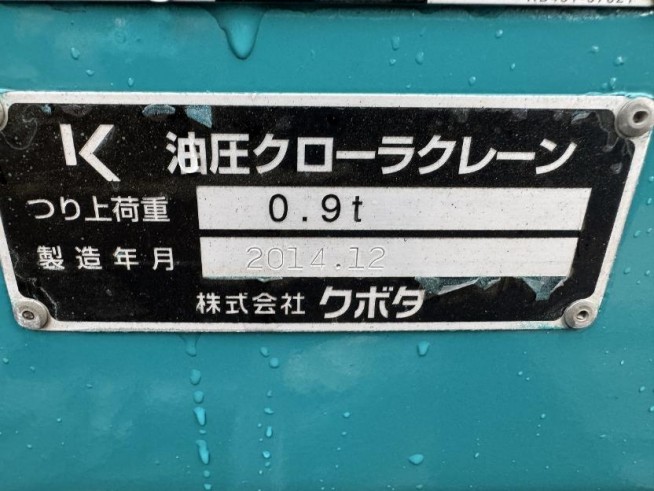 K 油圧クローラクレーン
つり上荷重 0.9t
製造年月 2014.12
株式会社 クボタ